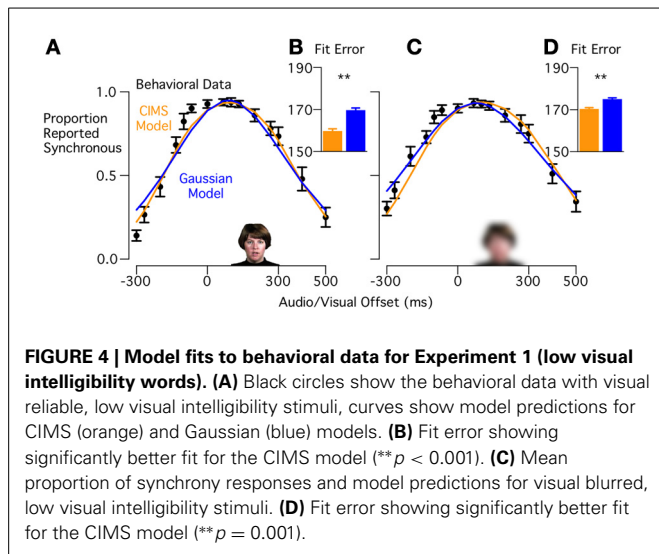 A
B
Fit Error
C
D
Fit Error
190
**
170
150
190
**
170
150
1.0
Behavioral Data
CIMS
Model
Proportion
Reported
Synchronous
0.5
Gaussian
Model
0.0
-300
0
300
500
-300
0
300
500
Audio/Visual Offset (ms)
FIGURE 4 | Model fits to behavioral data for Experiment 1 (low visual
intelligibility words). (A) Black circles show the behavioral data with visual
reliable, low visual intelligibility stimuli, curves show model predictions for
CIMS (orange) and Gaussian (blue) models. (B) Fit error showing
significantly better fit for the CIMS model (**p < 0.001). (C) Mean
proportion of synchrony responses and model predictions for visual blurred,
low visual intelligibility stimuli. (D) Fit error showing significantly better fit
for the CIMS model (**p = 0.001).